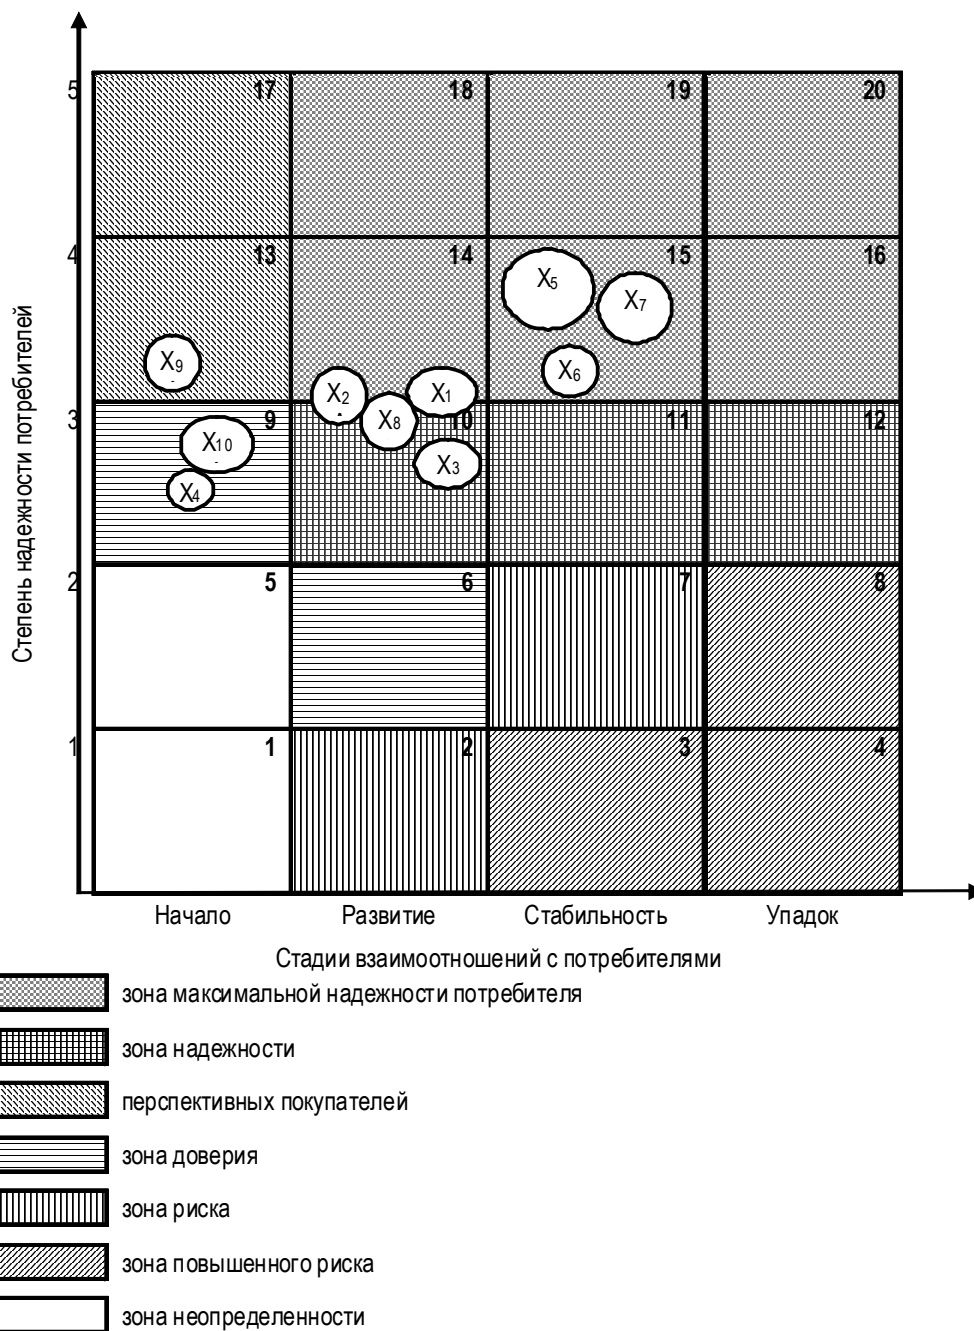 5 17 18 19 20
4 13 14 15 16
X5
X7
X9
X6
X2 X1
3 9 X8 10 11 12
X10
X3
X4
2 5 6 7 8
1 1 2 3 4
Степень надежности потребителей
Начало Развитие Стабильность Упадок
Стадии взаимоотношений с потребителями
зона максимальной надежности потребителя
зона надежности
перспективных покупателей
зона доверия
зона риска
зона повышенного риска
зона неопределенности